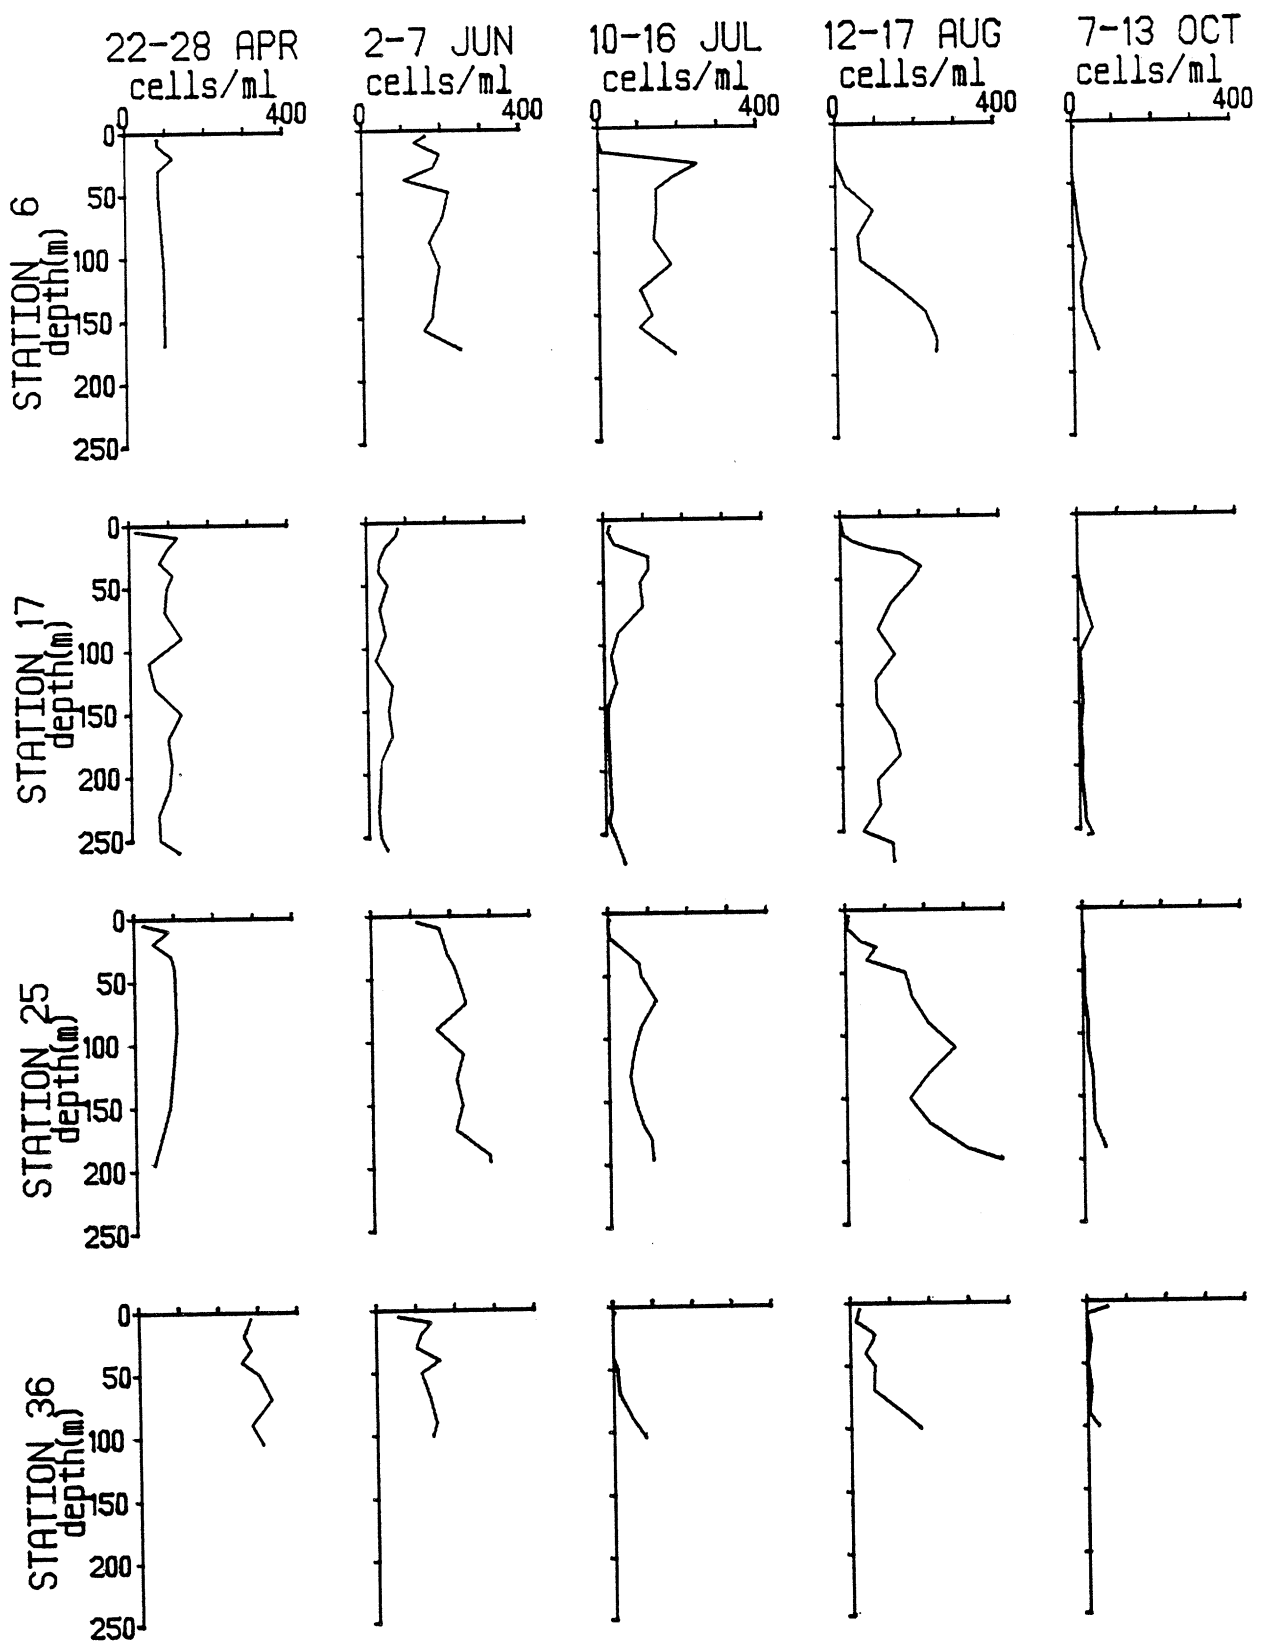 22-28 APR 2-7 JUN 10-16 JUL 12-17 AUG 7-13 OCT
cells/ml cells/ml cells/ml cells/ml cells/ml
0 400 0 400 0 400 0 400 0 400
STATION 6
depth(m)
0
50
100
150
200
250
STATION 17
depth(m)
0
50
100
150
200
250
STATION 25
depth(m)
0
50
100
150
200
250
STATION 36
depth(m)
0
50
100
150
200
250